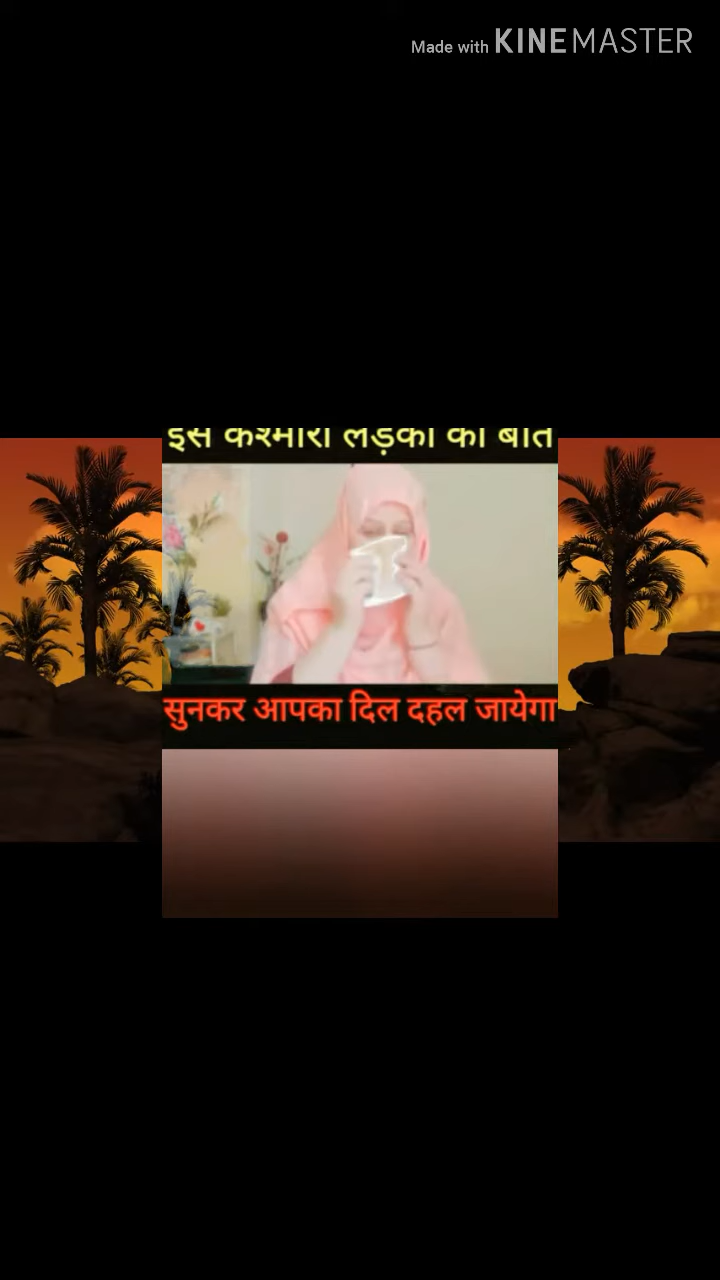 Made with KINEMASTER
इस कश्मीरी लड़की की बात
सुनकर आपका दिल दहल जायेगा